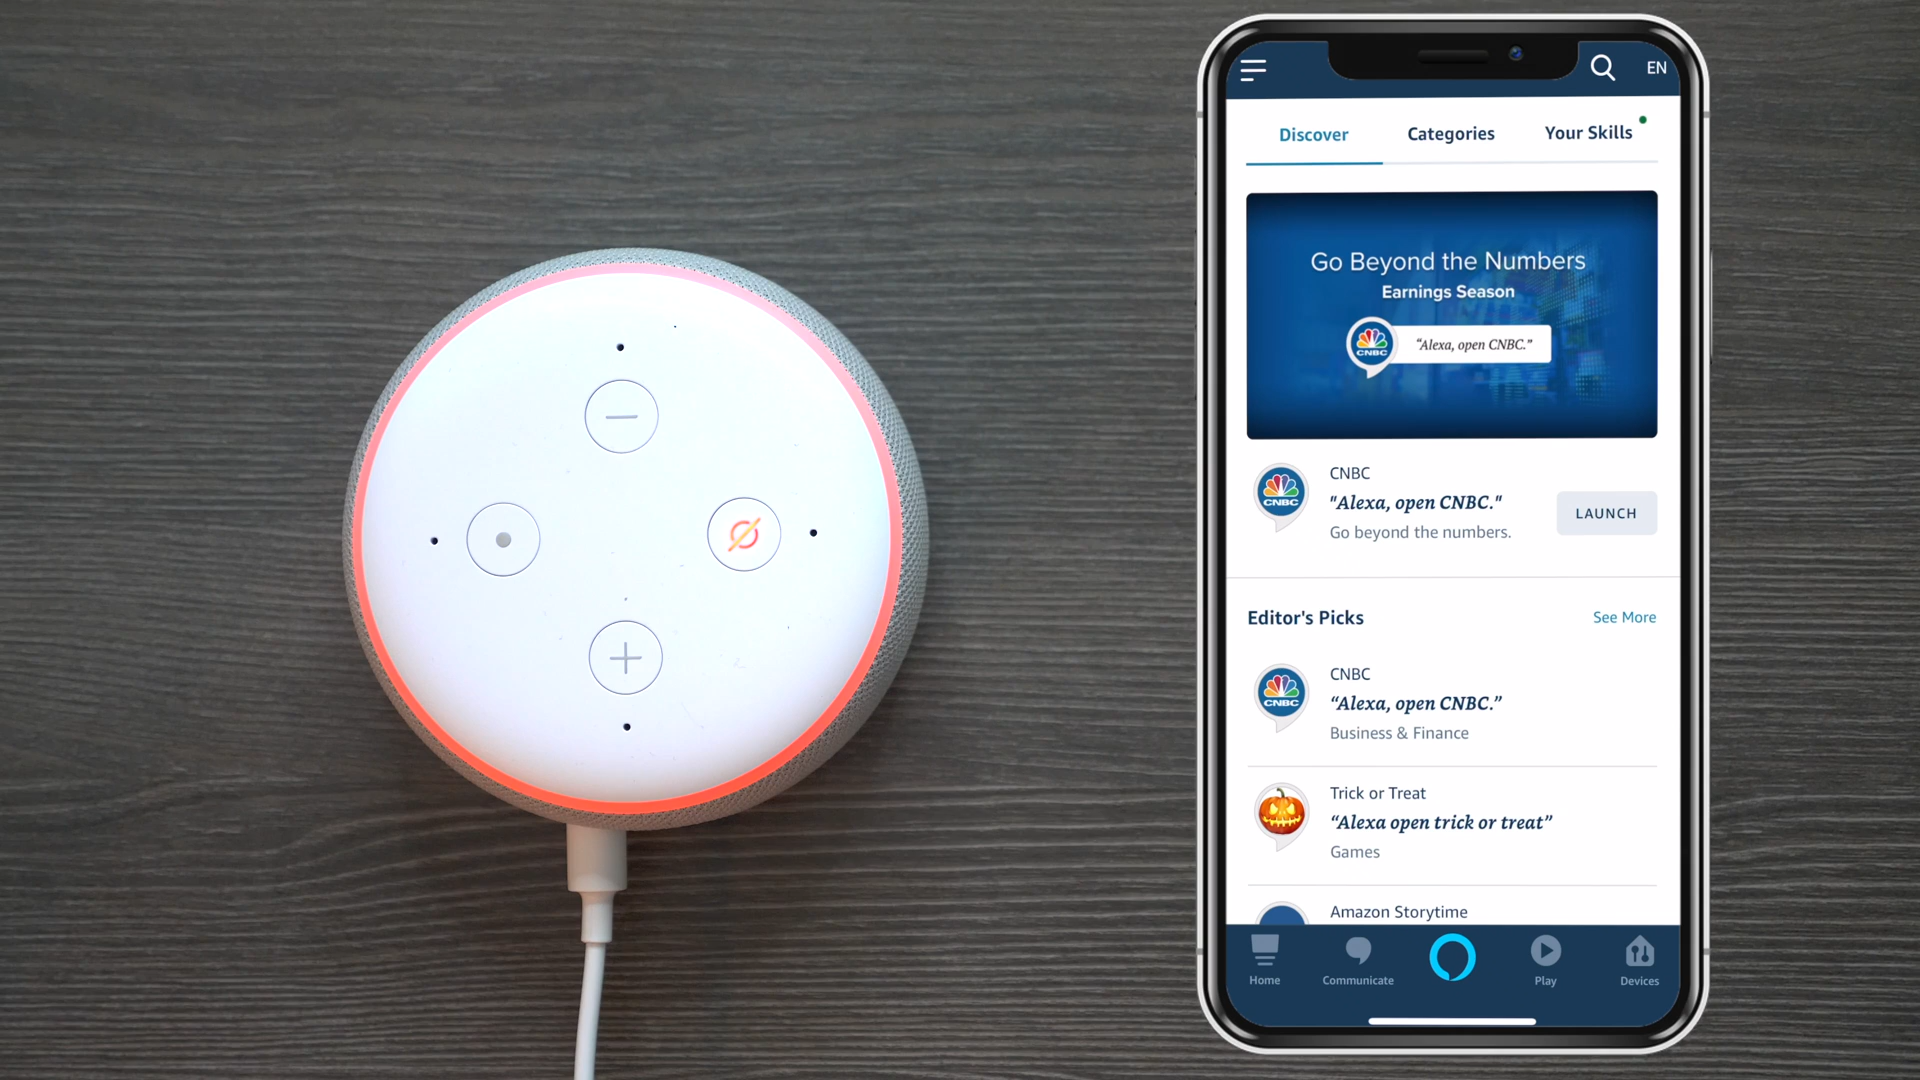 EN
Discover
Categories
Your Skills
Go Beyond the Numbers
Earnings Season
CNBC
“Alexa, open CNBC.”
CNBC
CNBC
"Alexa, open CNBC."
Go beyond the numbers.
LAUNCH
Editor's Picks
See More
CNBC
CNBC
“Alexa, open CNBC.”
Business & Finance
Trick or Treat
“Alexa open trick or treat”
Games
Amazon Storytime
Home
Communicate
Play
Devices